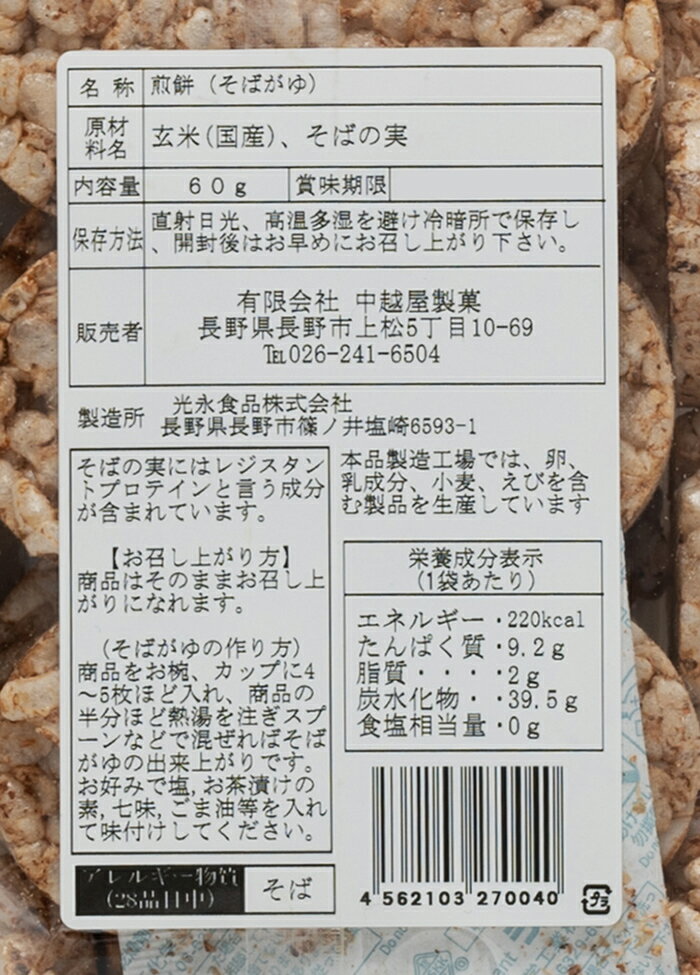 名称 煎餅（そばがゆ）
原材料名 玄米(国産)、そばの実
内容量 60g 賞味期限
保存方法 直射日光、高温多湿を避け冷暗所で保存し
、開封後はお早めにお召し上がり下さい。
販売者 有限会社 中越屋製菓
長野県長野市上松5丁目10-69
℡026-241-6504
製造所 光永食品株式会社
長野県長野市篠ノ井塩崎6593-1
そばの実にはレジスタン
トプロテインと言う成分
が含まれています。
【お召し上がり方】
商品はそのままお召し上
がりになれます。
（そばがゆの作り方）
商品をお椀、カップに4
～5枚ほど入れ、商品の
半分ほど熱湯を注ぎスプ
ーンなどで混ぜればそば
がゆの出来上がりです。
お好みで塩,お茶漬けの
素,七味,ごま油等を入れ
て味付けしてください。
アレルギー物質
(28品目中) そば
本品製造工場では、卵、
乳成分、小麦、えびを含
む製品を生産しています
栄養成分表示
(1袋あたり)
エネルギー・220kcal
たんぱく質・9.2g
脂質・・・・2g
炭水化物・・39.5g
食塩相当量・0g
4 562103 270040
プラ